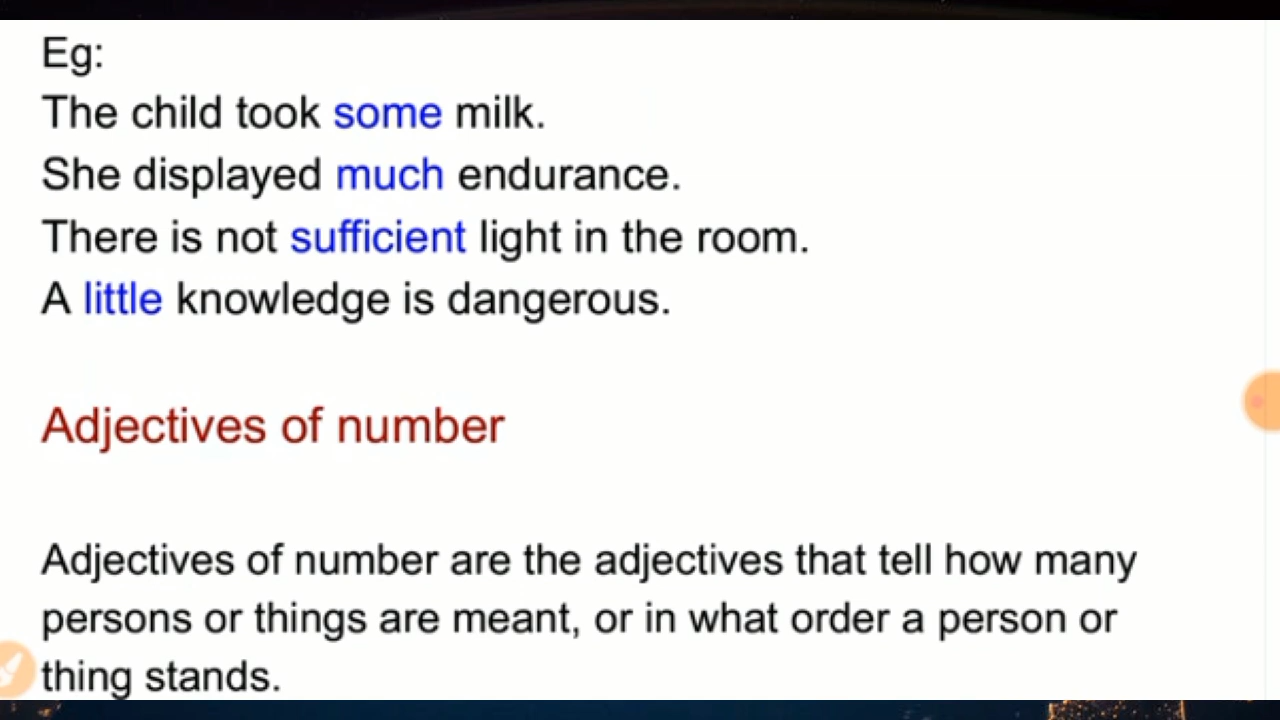 Eg:
The child took some milk.
She displayed much endurance.
There is not sufficient light in the room.
A little knowledge is dangerous.
Adjectives of number
Adjectives of number are the adjectives that tell how many
persons or things are meant, or in what order a person or
thing stands.